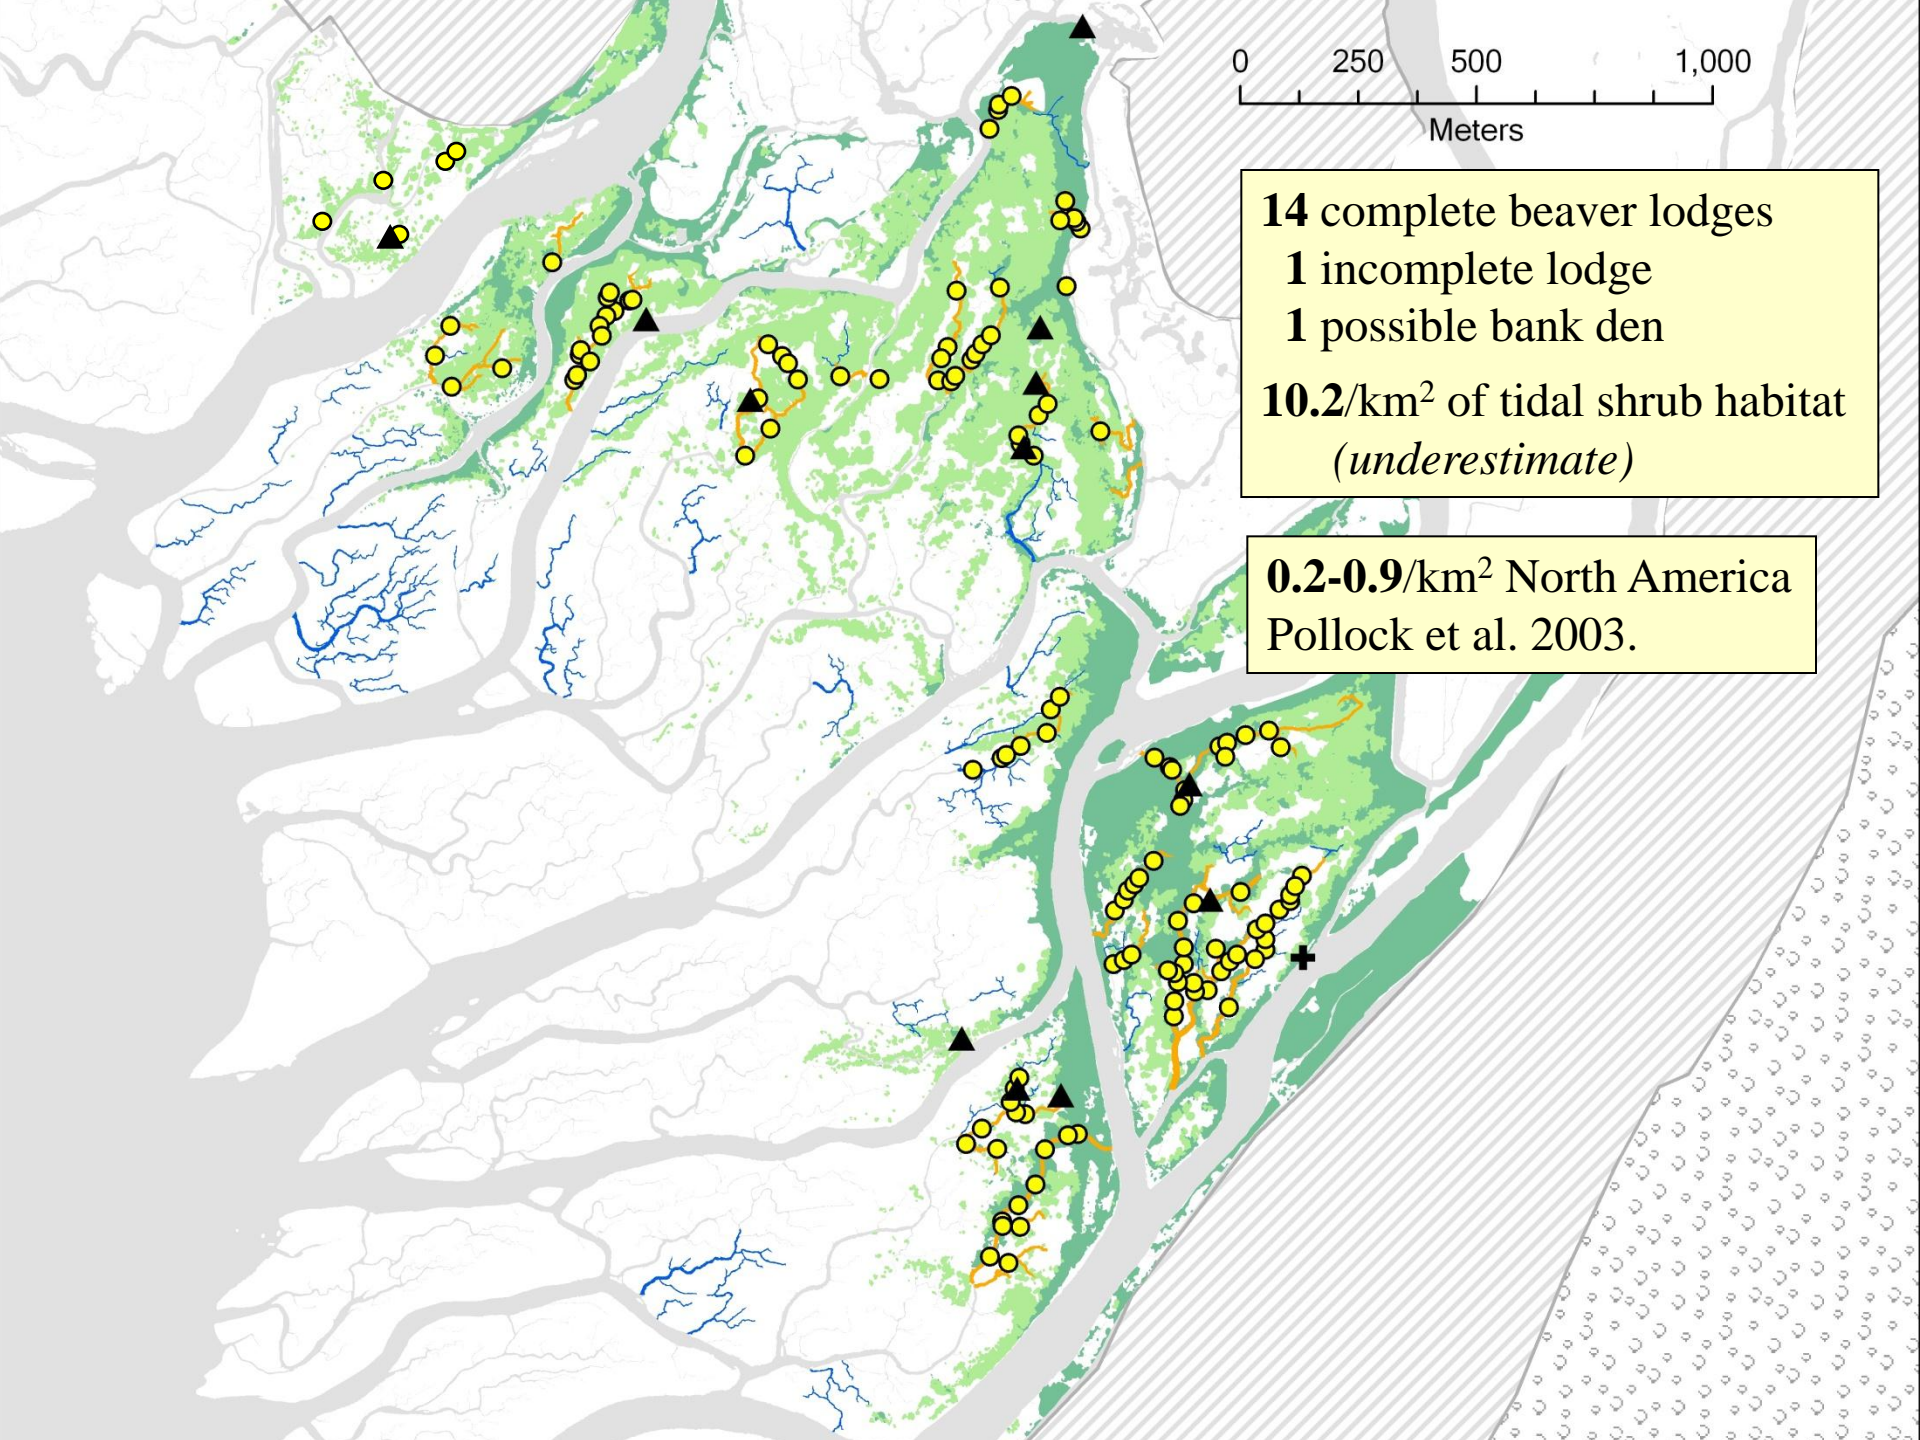 0 250 500 1,000
Meters
14 complete beaver lodges
1 incomplete lodge
1 possible bank den
10.2/km² of tidal shrub habitat
(underestimate)
0.2-0.9/km² North America
Pollock et al. 2003.